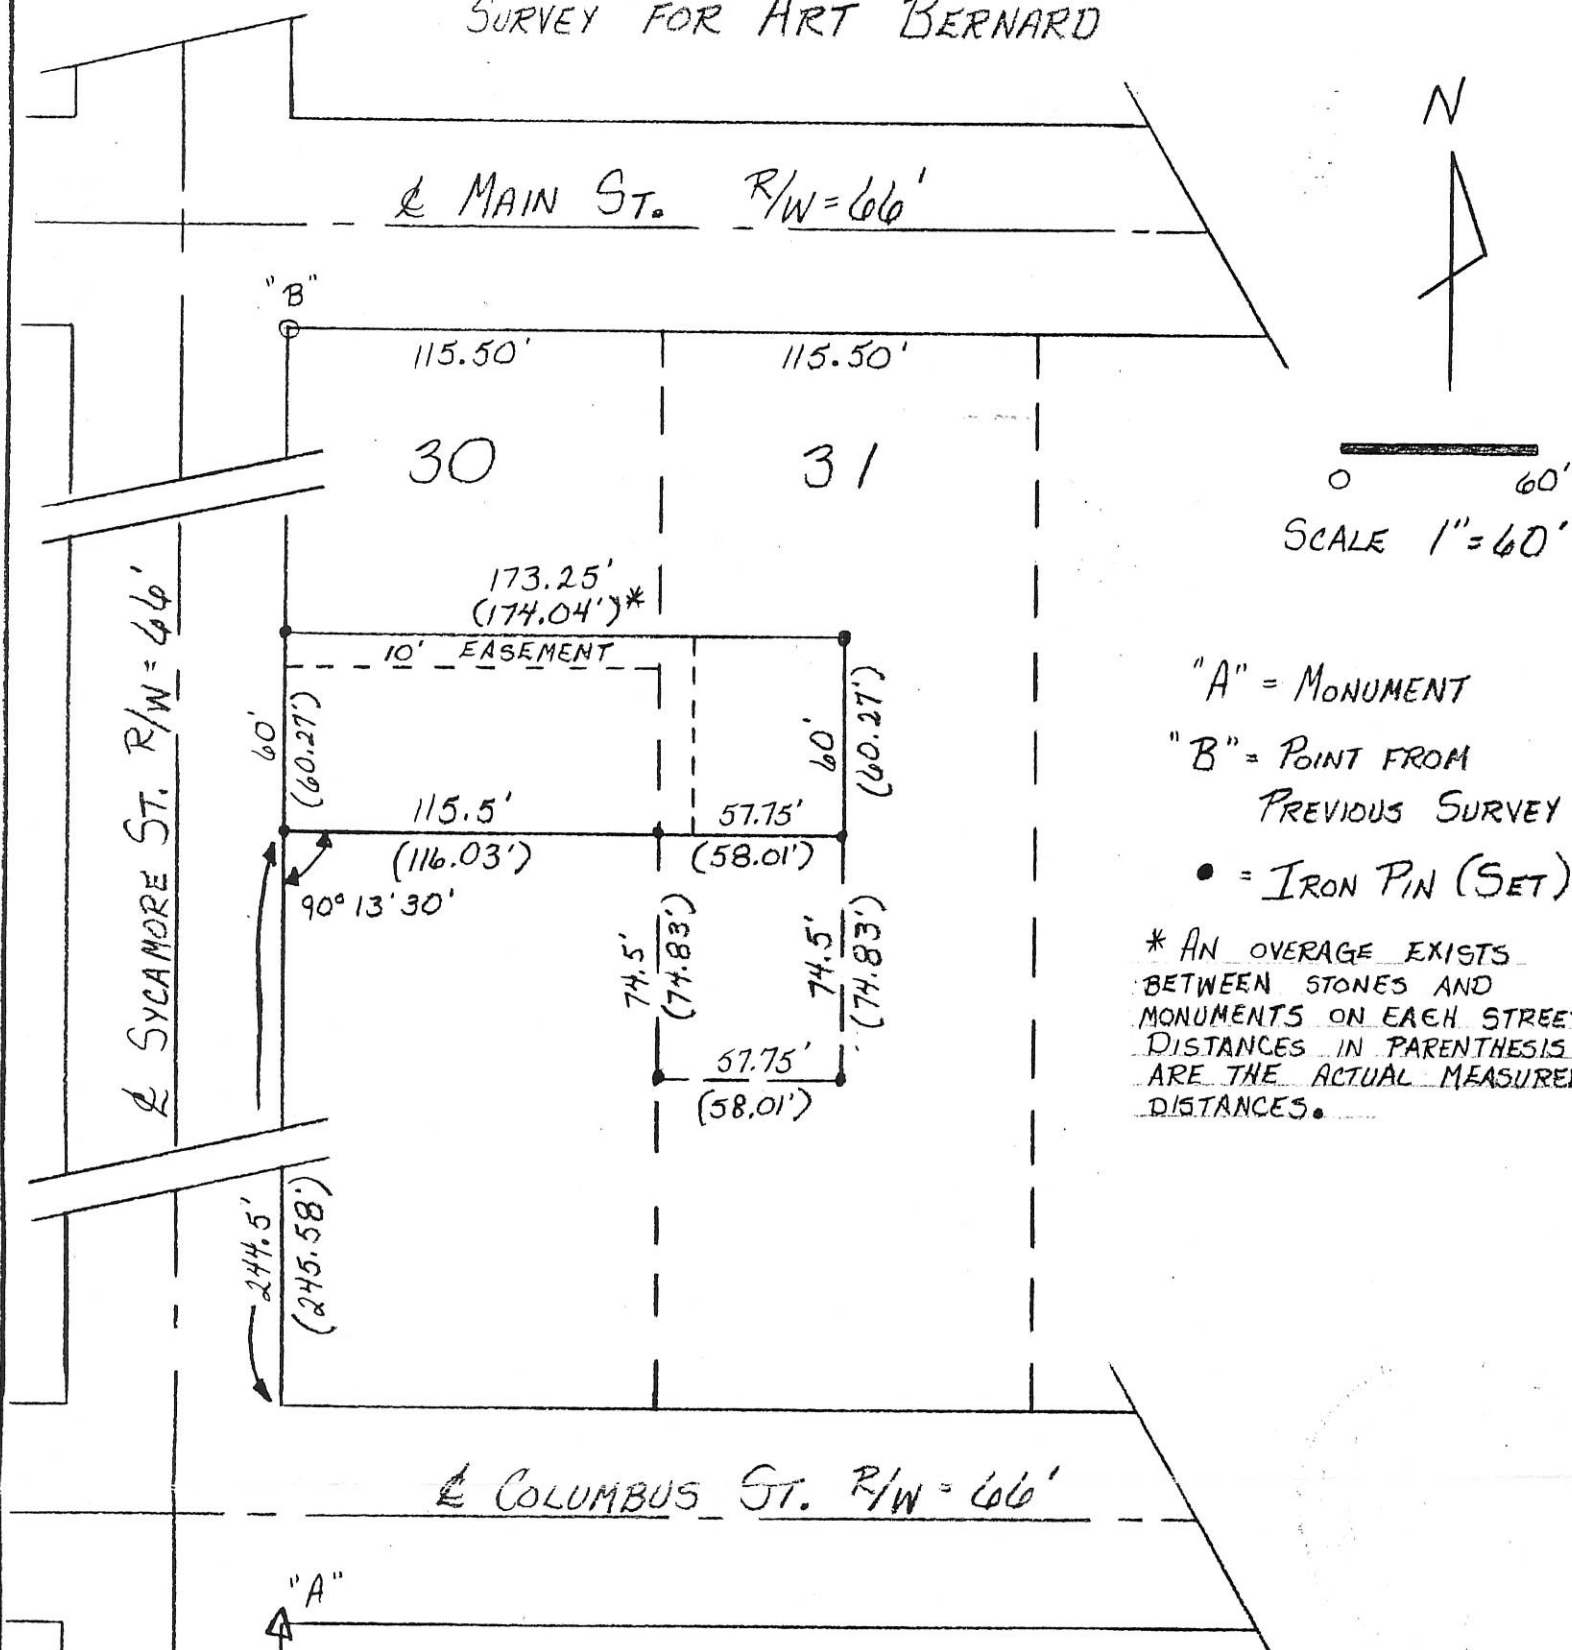 SURVEY FOR ART BERNARD
N
℄ MAIN ST. R/W = 66'
"B"
115.50'
115.50'
30
31
0 60'
SCALE 1" = 60'
173.25'
(174.04')*
10' EASEMENT
60'
(60.27')
60'
(60.27')
115.5'
(116.03')
57.75'
(58.01')
90° 13' 30'
℄ SYCAMORE ST. R/W = 66'
"A" = MONUMENT
"B" = POINT FROM
PREVIOUS SURVEY
● = IRON PIN (SET)
* AN OVERAGE EXISTS
BETWEEN STONES AND
MONUMENTS ON EACH
DISTANCES IN PARENTHESIS
ARE THE ACTUAL
DISTANCES.
74.5'
(74.83')
74.5'
(74.83')
57.75'
(58.01')
244.5'
(245.58')
℄ COLUMBUS ST. R/W = 66'
"A"